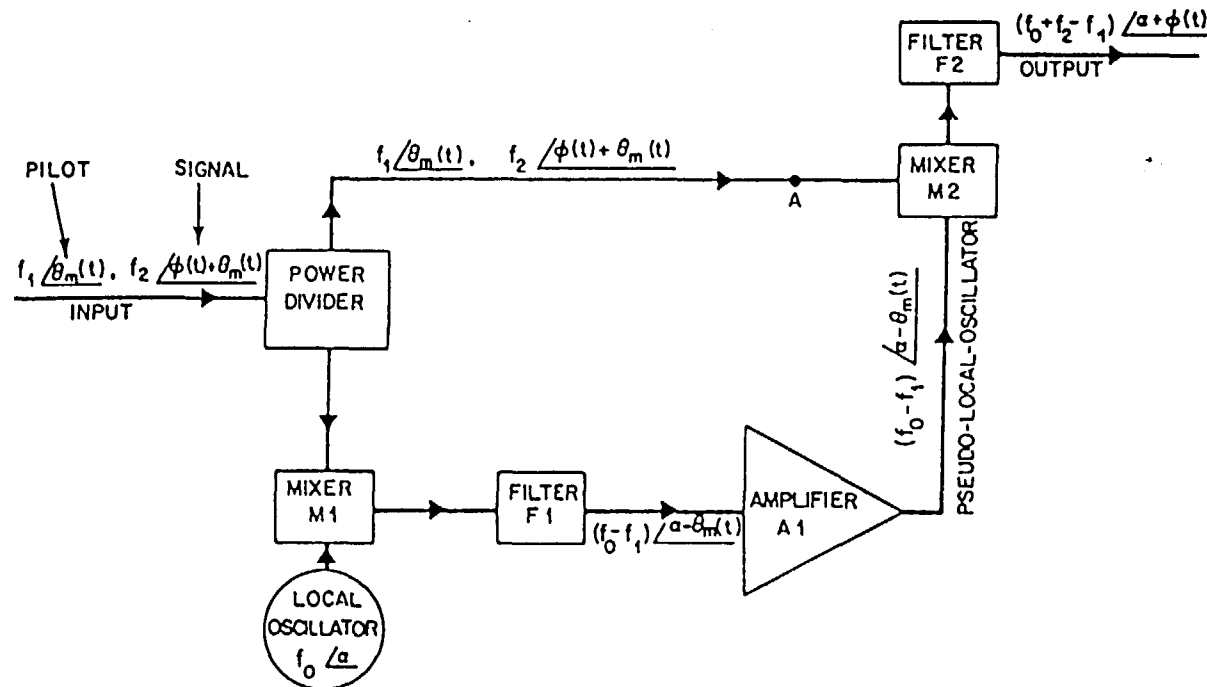 (f₀+f₂-f₁) /α+ϕ(t)
FILTER
F2
OUTPUT
f₁ /θₘ(t). f₂ /ϕ(t)+θₘ(t)
A
MIXER
M2
PILOT
SIGNAL
f₁ /θₘ(t). f₂ /ϕ(t)+θₘ(t)
INPUT
POWER
DIVIDER
(f₀-f₁) /α-θₘ(t)
PSEUDO-LOCAL-OSCILLATOR
MIXER
M1
FILTER
F1
(f₀-f₁) /α-θₘ(t)
AMPLIFIER
A1
LOCAL
OSCILLATOR
f₀ /α